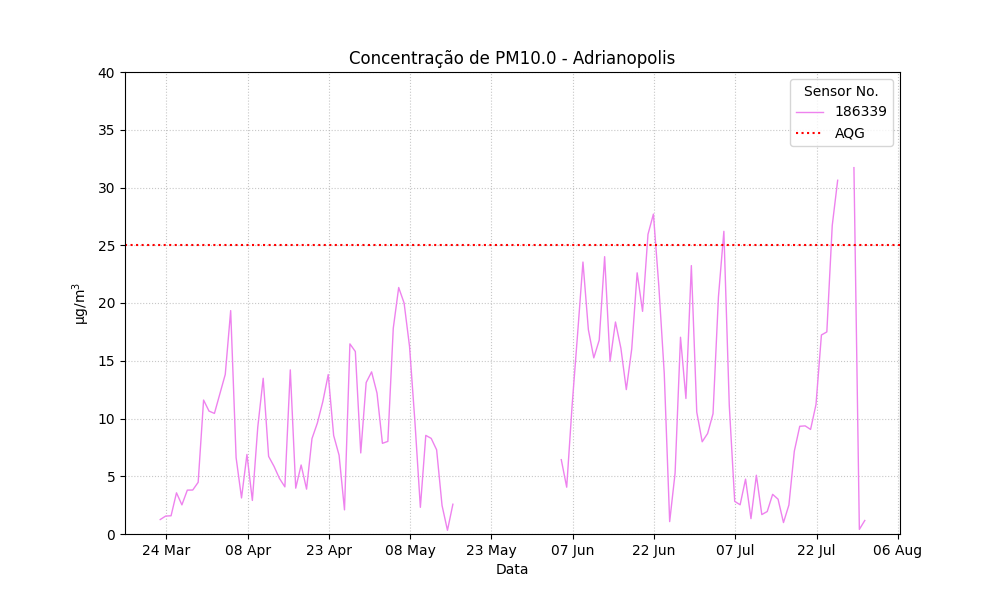 Concentração de PM10.0 - Adrianopolis
Sensor No.
186339
AQG
40
35
30
25
20
15
10
5
0
µg/m³
24 Mar
08 Apr
23 Apr
08 May
23 May
07 Jun
22 Jun
07 Jul
22 Jul
06 Aug
Data